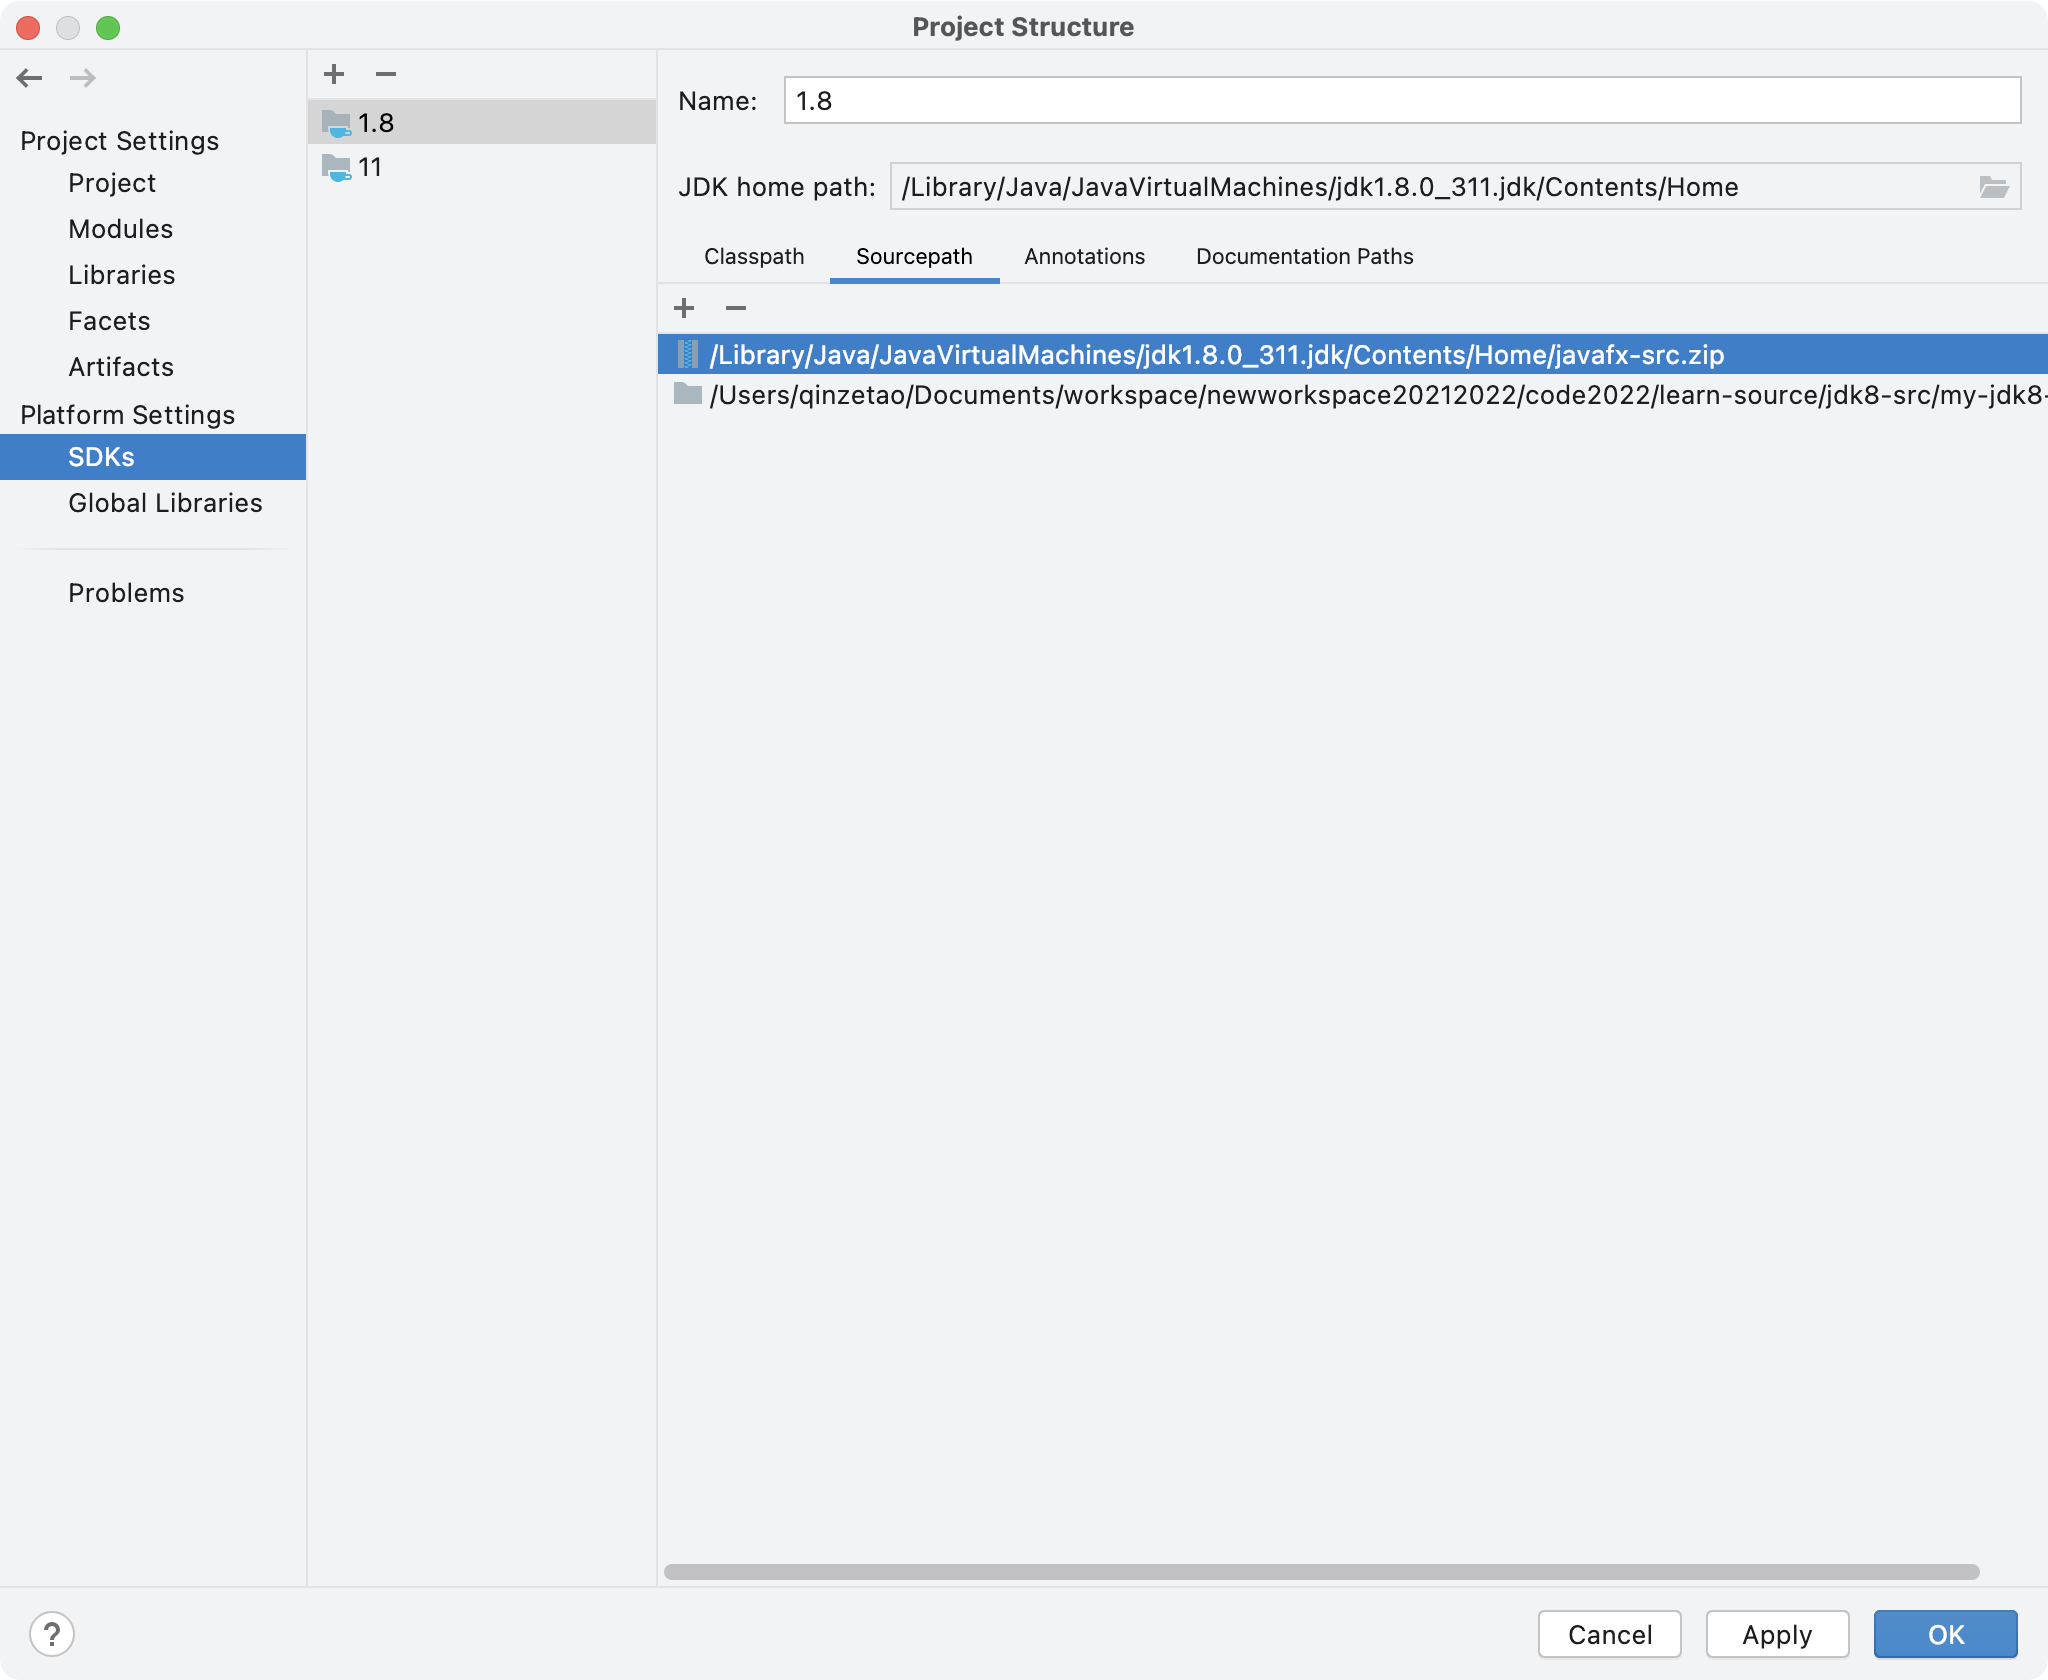 Project Structure
Project Settings
Project
Modules
Libraries
Facets
Artifacts
Platform Settings
SDKs
Global Libraries
Problems
1.8
11
Name: 1.8
JDK home path: /Library/Java/JavaVirtualMachines/jdk1.8.0_311.jdk/Contents/Home
Classpath Sourcepath Annotations Documentation Paths
/Library/Java/JavaVirtualMachines/jdk1.8.0_311.jdk/Contents/Home/javafx-src.zip
/Users/qinzetao/Documents/workspace/newworkspace20212022/code2022/learn-source/jdk8-src/my-jdk8-
? Cancel Apply OK